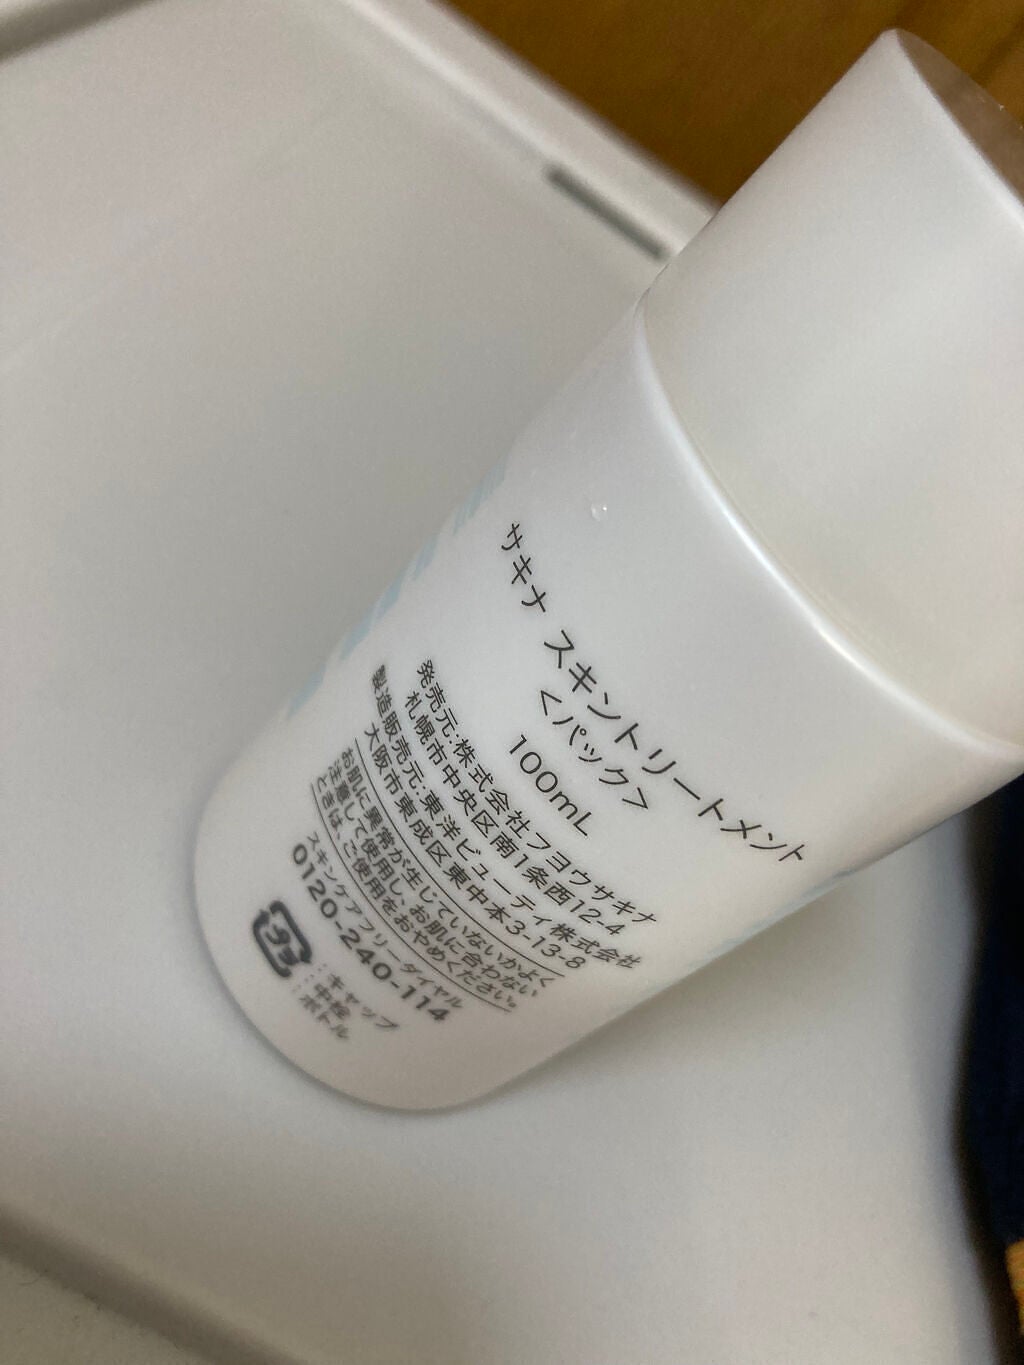 サキナ スキントリートメント
<パック>
100mL
発売元:株式会社フヨウサキナ
札幌市中央区南1条西12-4
製造販売元:東洋ビューティ株式会社
大阪市東成区東中本3-13-8
お肌に異常が生じていないかよく
注意して使用し、お肌に合わない
ときは、ご使用をおやめください。
スキンケアフリーダイヤル
0120-240-114
プラ
:キャップ
:中栓
:ボトル